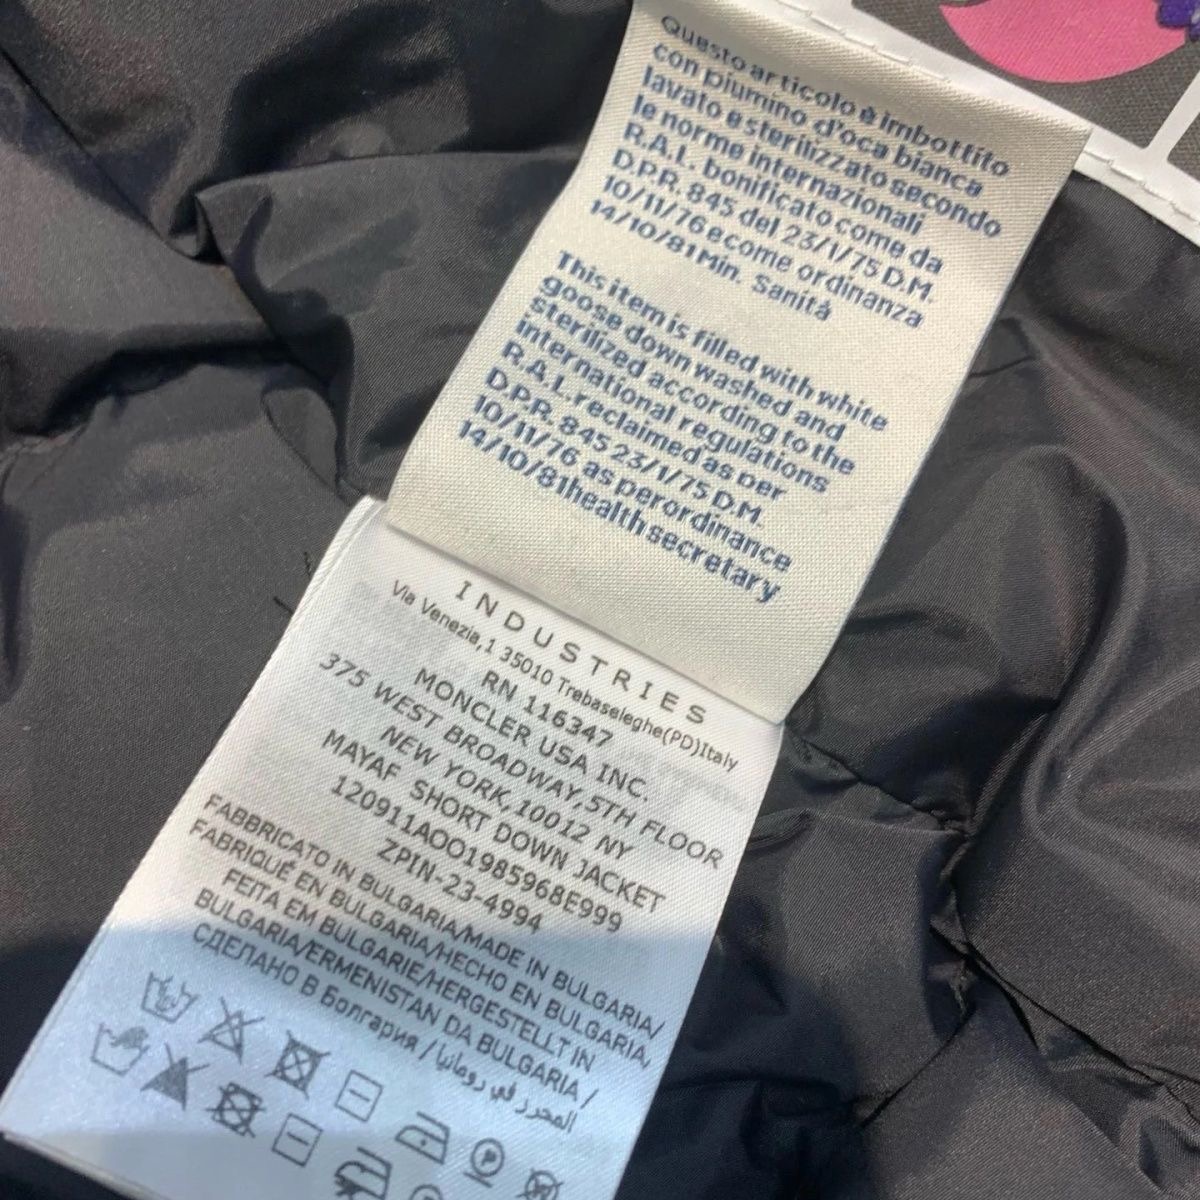 Questo articolo è imbottito
con piumino d'oca bianca
lavato e sterilizzato secondo
le norme internazionali
R.A.L. bonificato come da
D.P.R. 845 del 23/1/75 D.M.
10/11/76 e come ordinanza
14/10/81 Min. Sanità
This item is filled with white
goose down washed and
sterilized according to the
international regulations
R.A.L. reclaimed as per
D.P.R. 845 23/1/75 D.M.
10/11/76 as per ordinance
14/10/81 health secretary
INDUSTRIES
Via Venezia,1 35010 Trebaseleghe(PD)Italy
RN 116347
MONCLER USA INC.
375 WEST BROADWAY,5TH FLOOR
NEW YORK,10012 NY
MAYAF SHORT DOWN JACKET
120911AOO1985968E999
ZPIN-23-4994
FABBRICATO IN BULGARIA/MADE IN BULGARIA/
FABRIQUÉ EN BULGARIA/HECHO EN BULGARIA,
FEITA EM BULGARIE/HERGESTELLT IN
BULGARIA/ERMENISTAN DA BULGARIA /
СДЕЛАНО В Болгария / المحرر في رومانيا
P